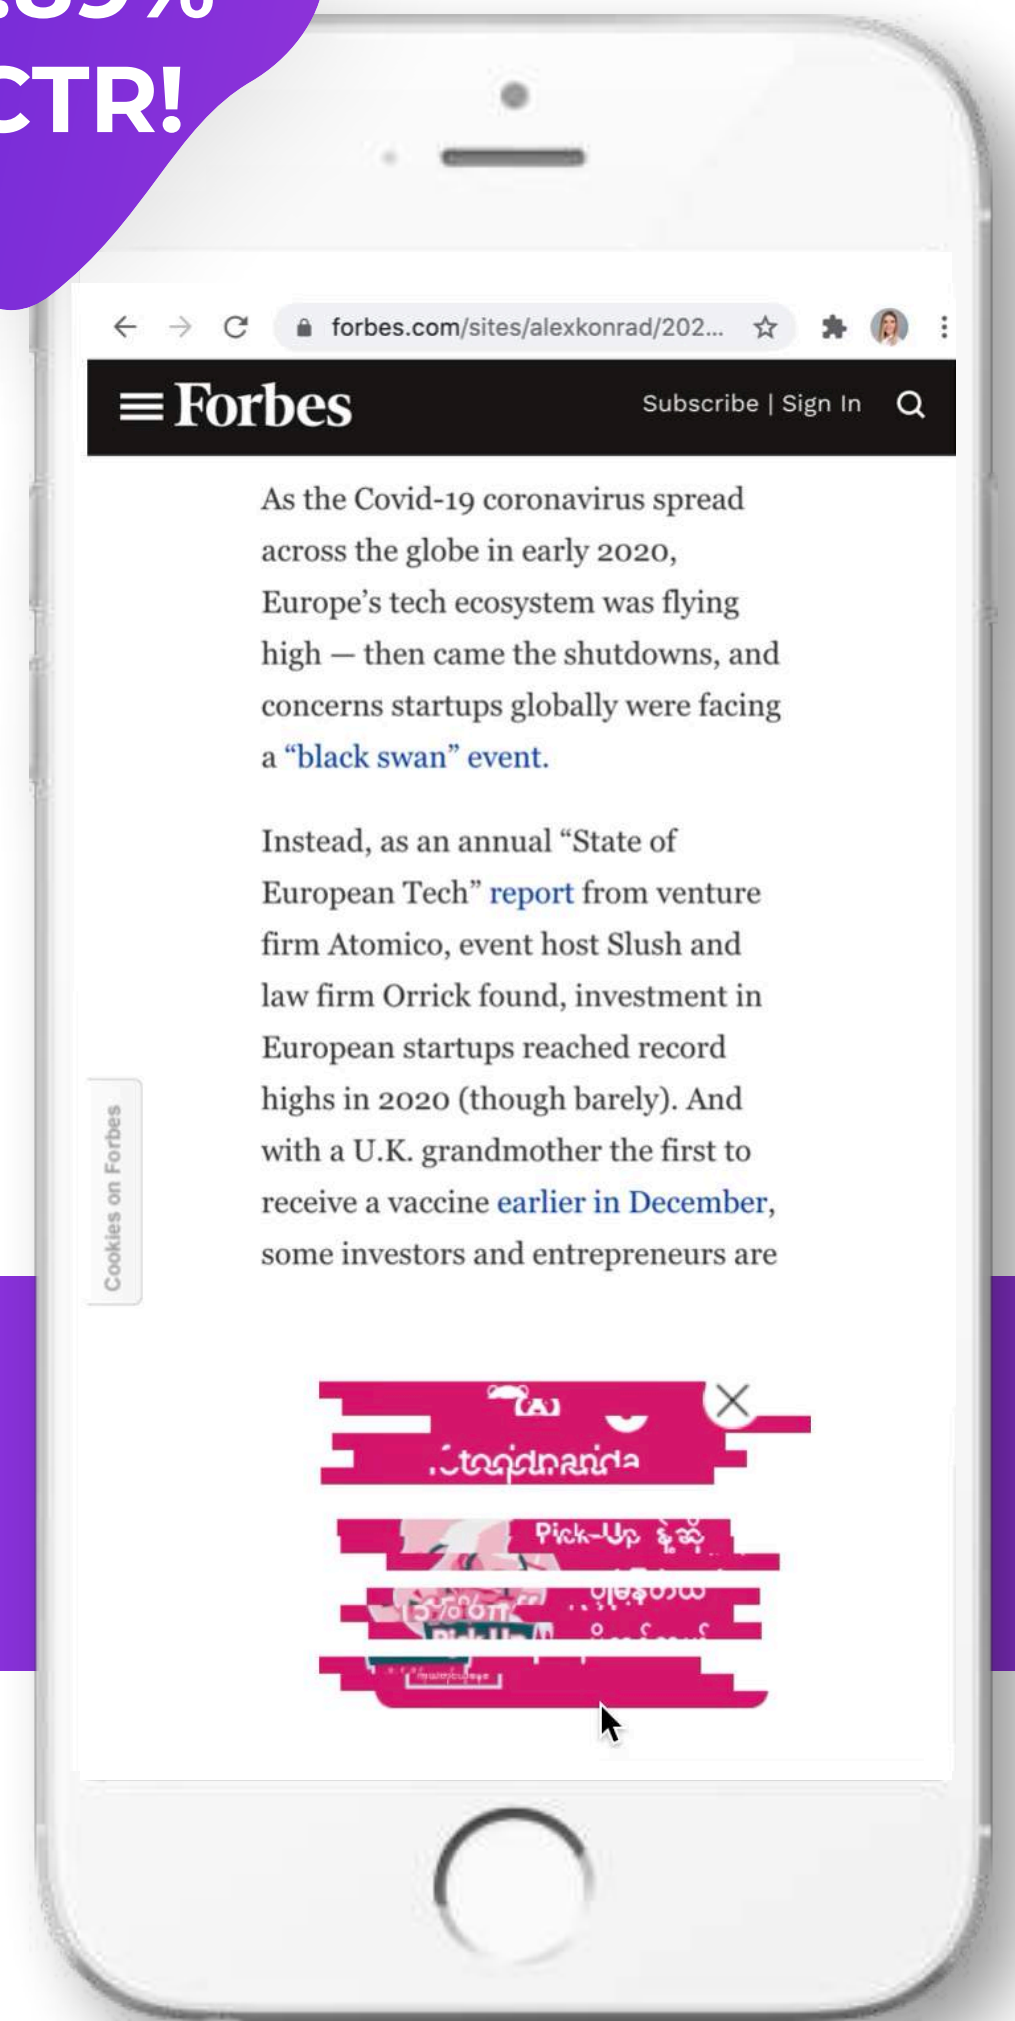 CTR!
forbes.com/sites/alexkonrad/202...
Forbes
Subscribe | Sign In
As the Covid-19 coronavirus spread
across the globe in early 2020,
Europe’s tech ecosystem was flying
high — then came the shutdowns, and
concerns startups globally were facing
a “black swan” event.
Instead, as an annual “State of
European Tech” report from venture
firm Atomico, event host Slush and
law firm Orrick found, investment in
European startups reached record
highs in 2020 (though barely). And
with a U.K. grandmother the first to
receive a vaccine earlier in December,
some investors and entrepreneurs are
Cookies on Forbes
Pick-Up နဲ့ဆို
Pick Up